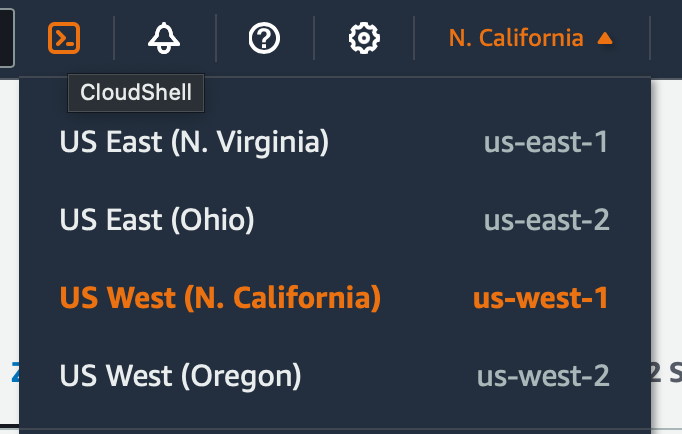 N. California
CloudShell
US East (N. Virginia) us-east-1
US East (Ohio) us-east-2
US West (N. California) us-west-1
US West (Oregon) us-west-2